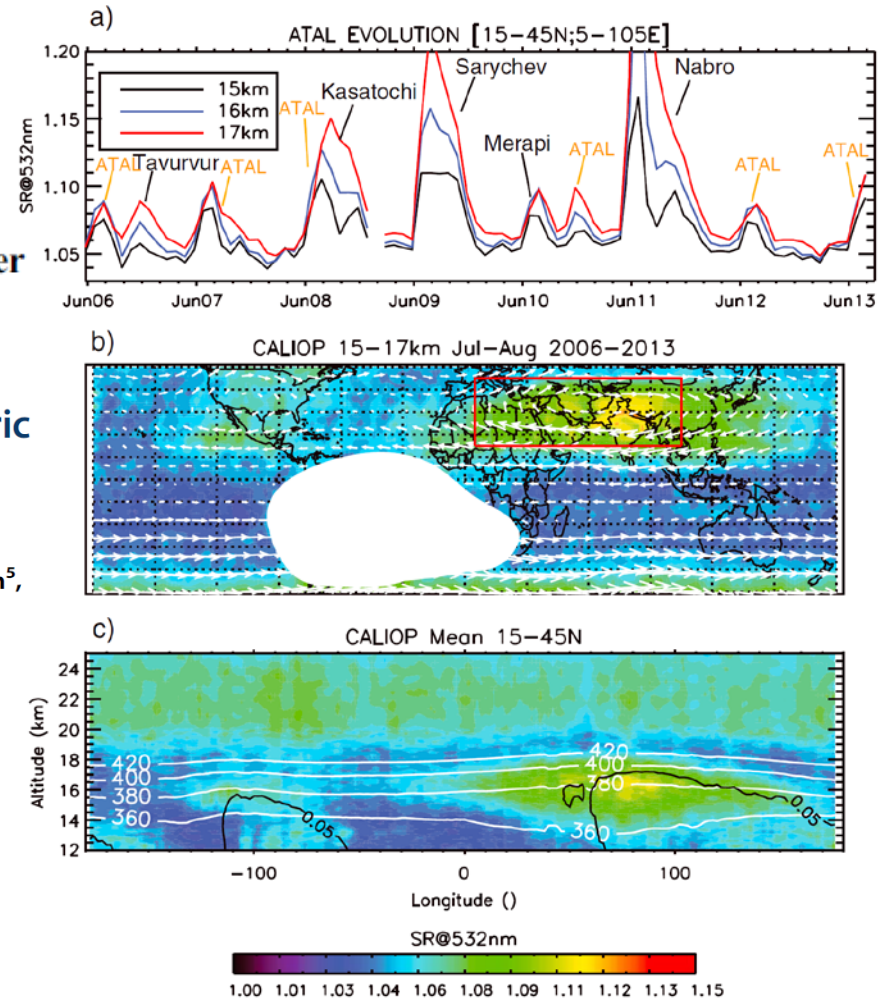 a)
ATAL EVOLUTION [15-45N;5-105E]
1.20
1.15
1.10
1.05
SR@532nm
15km
16km
17km
ATAL
Tavurvur
ATAL
ATAL
Kasatochi
Sarychev
Merapi
ATAL
Nabro
ATAL
ATAL
Jun06 Jun07 Jun08 Jun09 Jun10 Jun11 Jun12 Jun13
er
b)
CALIOP 15-17km Jul-Aug 2006-2013
ric
n⁵,
c)
CALIOP Mean 15-45N
24
22
20
18
16
14
12
Altitude (km)
420
400
380
360
0.05
420
400
380
360
0.05
-100 0 100
Longitude ()
SR@532nm
1.00 1.01 1.03 1.04 1.06 1.08 1.09 1.11 1.12 1.13 1.15